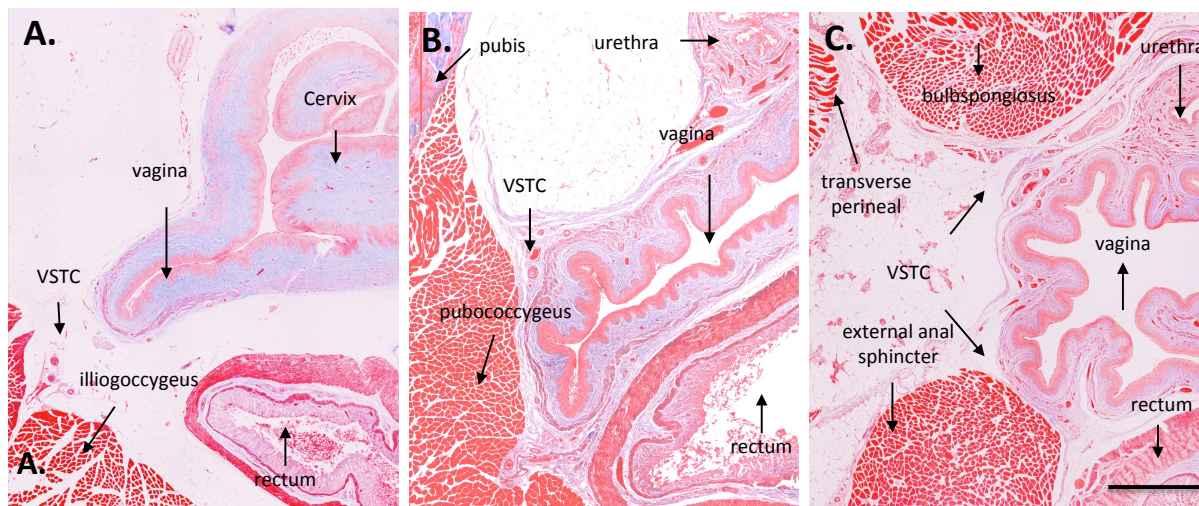 A.
Cervix
vagina
VSTC
illiogoccygeus
A.
rectum
B.
pubis
urethra
vagina
VSTC
pubococcygeus
rectum
C.
urethra
bulbspongiosus
transverse
perineal
vagina
VSTC
external anal
sphincter
rectum